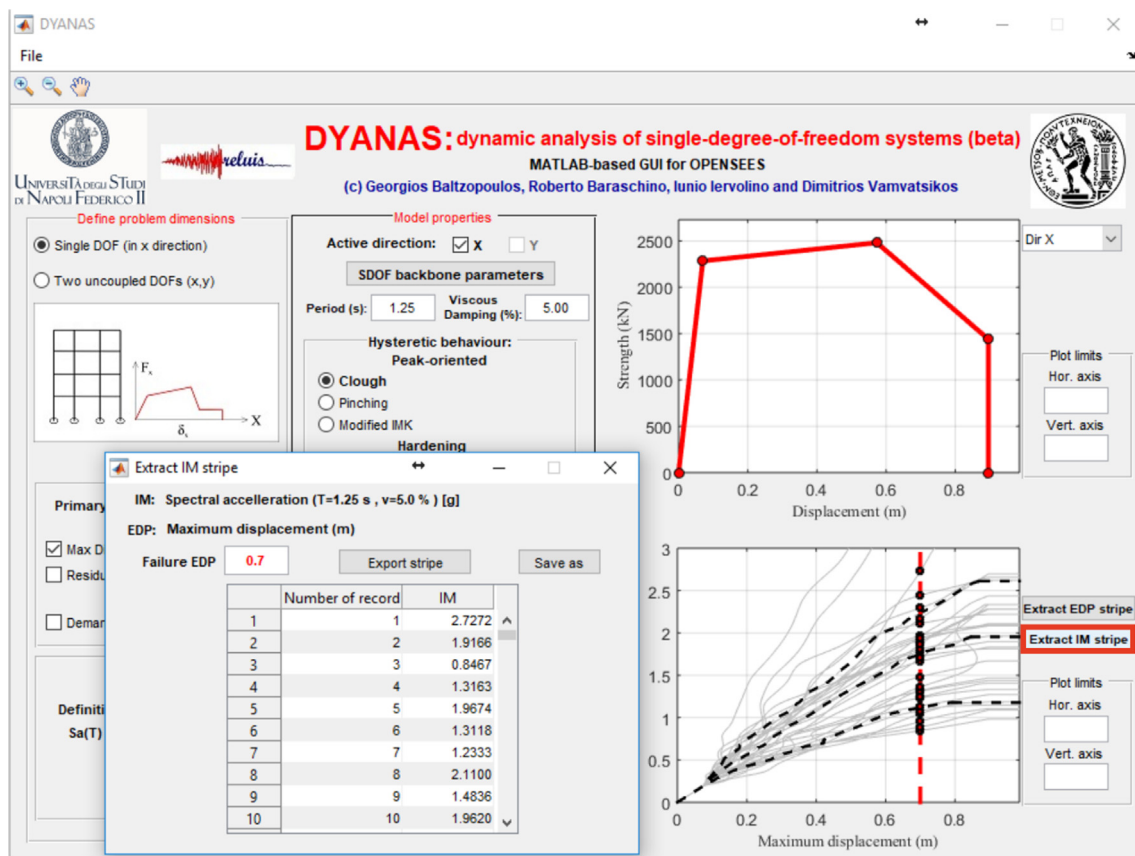 DYANAS
File
UNIVERSITÀ DEGLI STUDI
DI NAPOLI FEDERICO II
reluis
DYANAS: dynamic analysis of single-degree-of-freedom systems (beta)
MATLAB-based GUI for OPENSEES
(c) Georgios Baltzopoulos, Roberto Baraschino, Iunio Iervolino and Dimitrios Vamvatsikos
Define problem dimensions
Single DOF (in x direction)
Two uncoupled DOFs (x,y)
Fx
δx
X
Model properties
Active direction: X Y
SDOF backbone parameters
Period (s): 1.25 Viscous Damping (%): 5.00
Hysteretic behaviour:
Peak-oriented
Clough
Pinching
Modified IMK
Hardening
Strength (kN)
2500
2000
1500
1000
500
0
0 0.2 0.4 0.6 0.8
Displacement (m)
Dir X
Plot limits
Hor. axis
Vert. axis
Primary
Max D
Residu
Demar
Definiti
Sa(T)
Extract IM stripe
IM: Spectral accelleration (T=1.25 s , v=5.0 % ) [g]
EDP: Maximum displacement (m)
Failure EDP 0.7 Export stripe Save as
Number of record IM
1 1 2.7272
2 2 1.9166
3 3 0.8467
4 4 1.3163
5 5 1.9674
6 6 1.3118
7 7 1.2333
8 8 2.1100
9 9 1.4836
10 10 1.9620
3
2.5
2
1.5
1
0.5
0
0 0.2 0.4 0.6 0.8
Maximum displacement (m)
Extract EDP stripe
Extract IM stripe
Plot limits
Hor. axis
Vert. axis